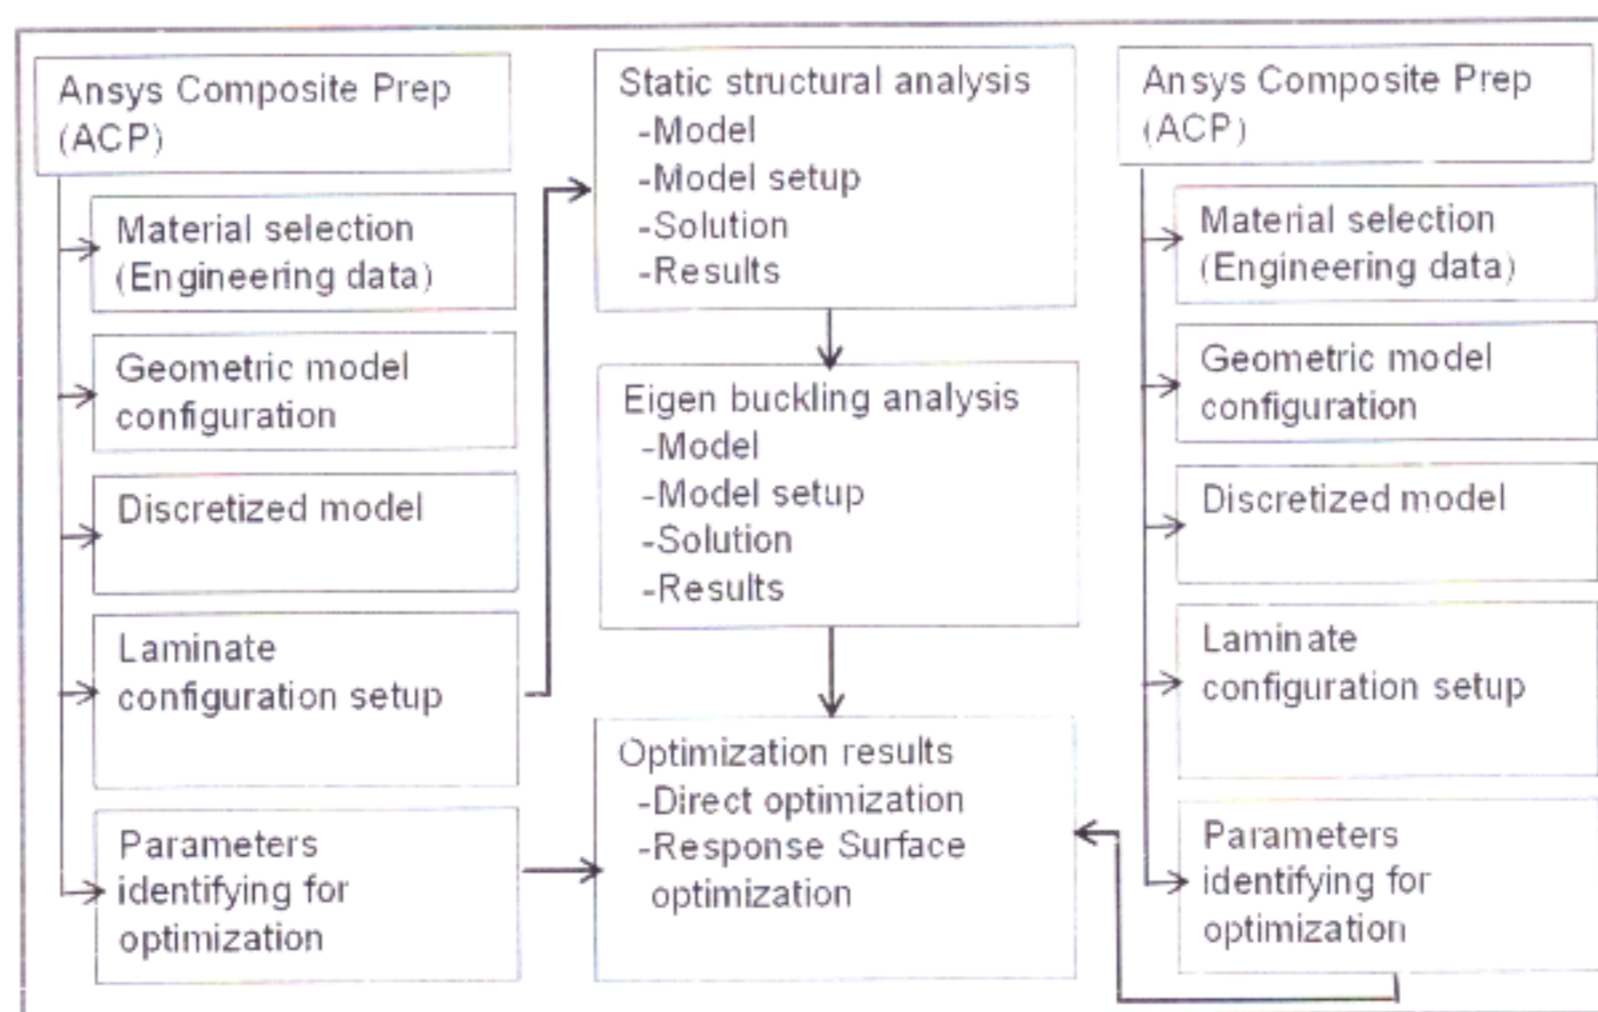 Ansys Composite Prep
(ACP)
Material selection
(Engineering data)
Geometric model
configuration
Discretized model
Laminate
configuration setup
Parameters
identifying for
optimization
Static structural analysis
-Model
-Model setup
-Solution
-Results
Eigen buckling analysis
-Model
-Model setup
-Solution
-Results
Optimization results
-Direct optimization
-Response Surface
optimization
Ansys Composite Prep
(ACP)
Material selection
(Engineering data)
Geometric model
configuration
Discretized model
Laminate
configuration setup
Parameters
identifying for
optimization